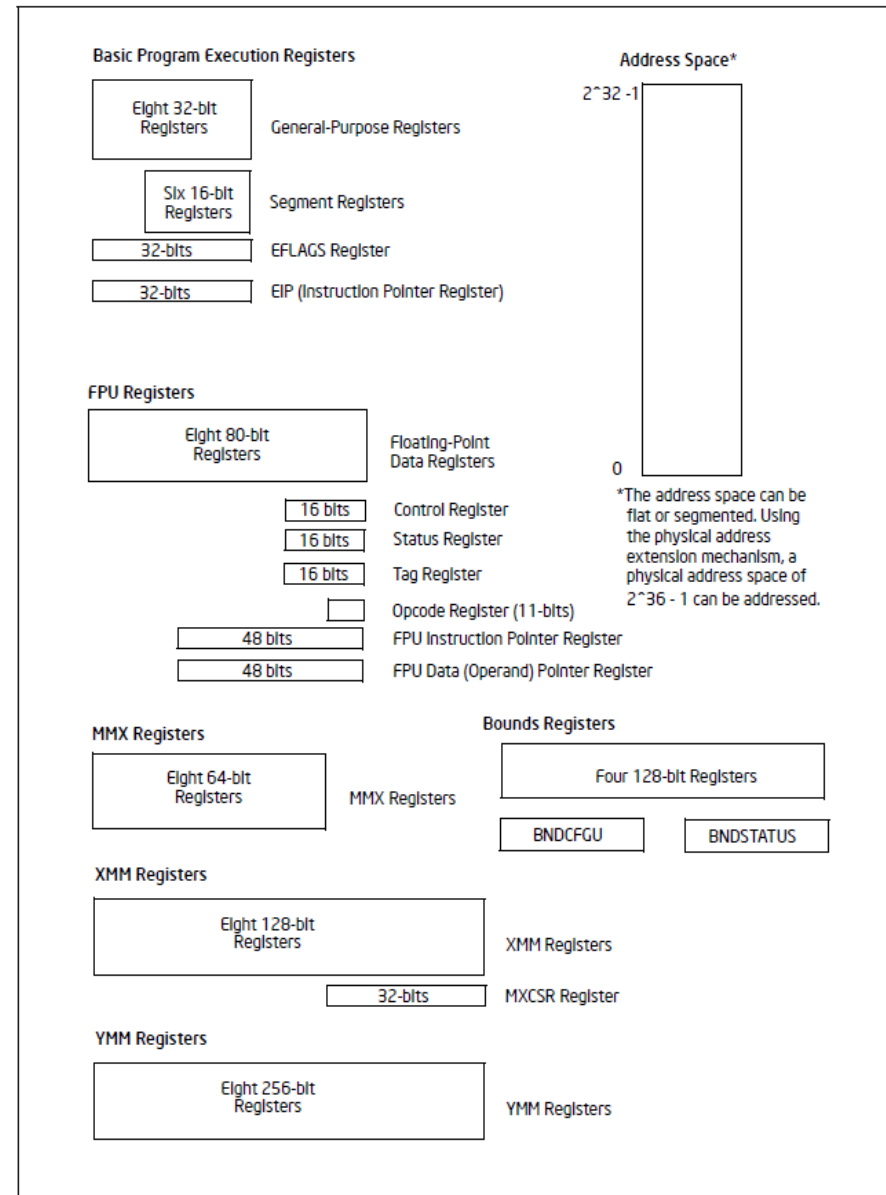 Basic Program Execution Registers
Eight 32-bit
Registers
General-Purpose Registers
Six 16-bit
Registers
Segment Registers
32-bits
EFLAGS Register
32-bits
EIP (Instruction Pointer Register)
Address Space*
2^32 -1
0
*The address space can be
flat or segmented. Using
the physical address
extension mechanism, a
physical address space of
2^36 - 1 can be addressed.
FPU Registers
Eight 80-bit
Registers
Floating-Point
Data Registers
16 bits
Control Register
16 bits
Status Register
16 bits
Tag Register
Opcode Register (11-bits)
48 bits
FPU Instruction Pointer Register
48 bits
FPU Data (Operand) Pointer Register
MMX Registers
Eight 64-bit
Registers
MMX Registers
Bounds Registers
Four 128-bit Registers
BNDCFGU
BNDSTATUS
XMM Registers
Eight 128-bit
Registers
XMM Registers
32-bits
MXCSR Register
YMM Registers
Eight 256-bit
Registers
YMM Registers